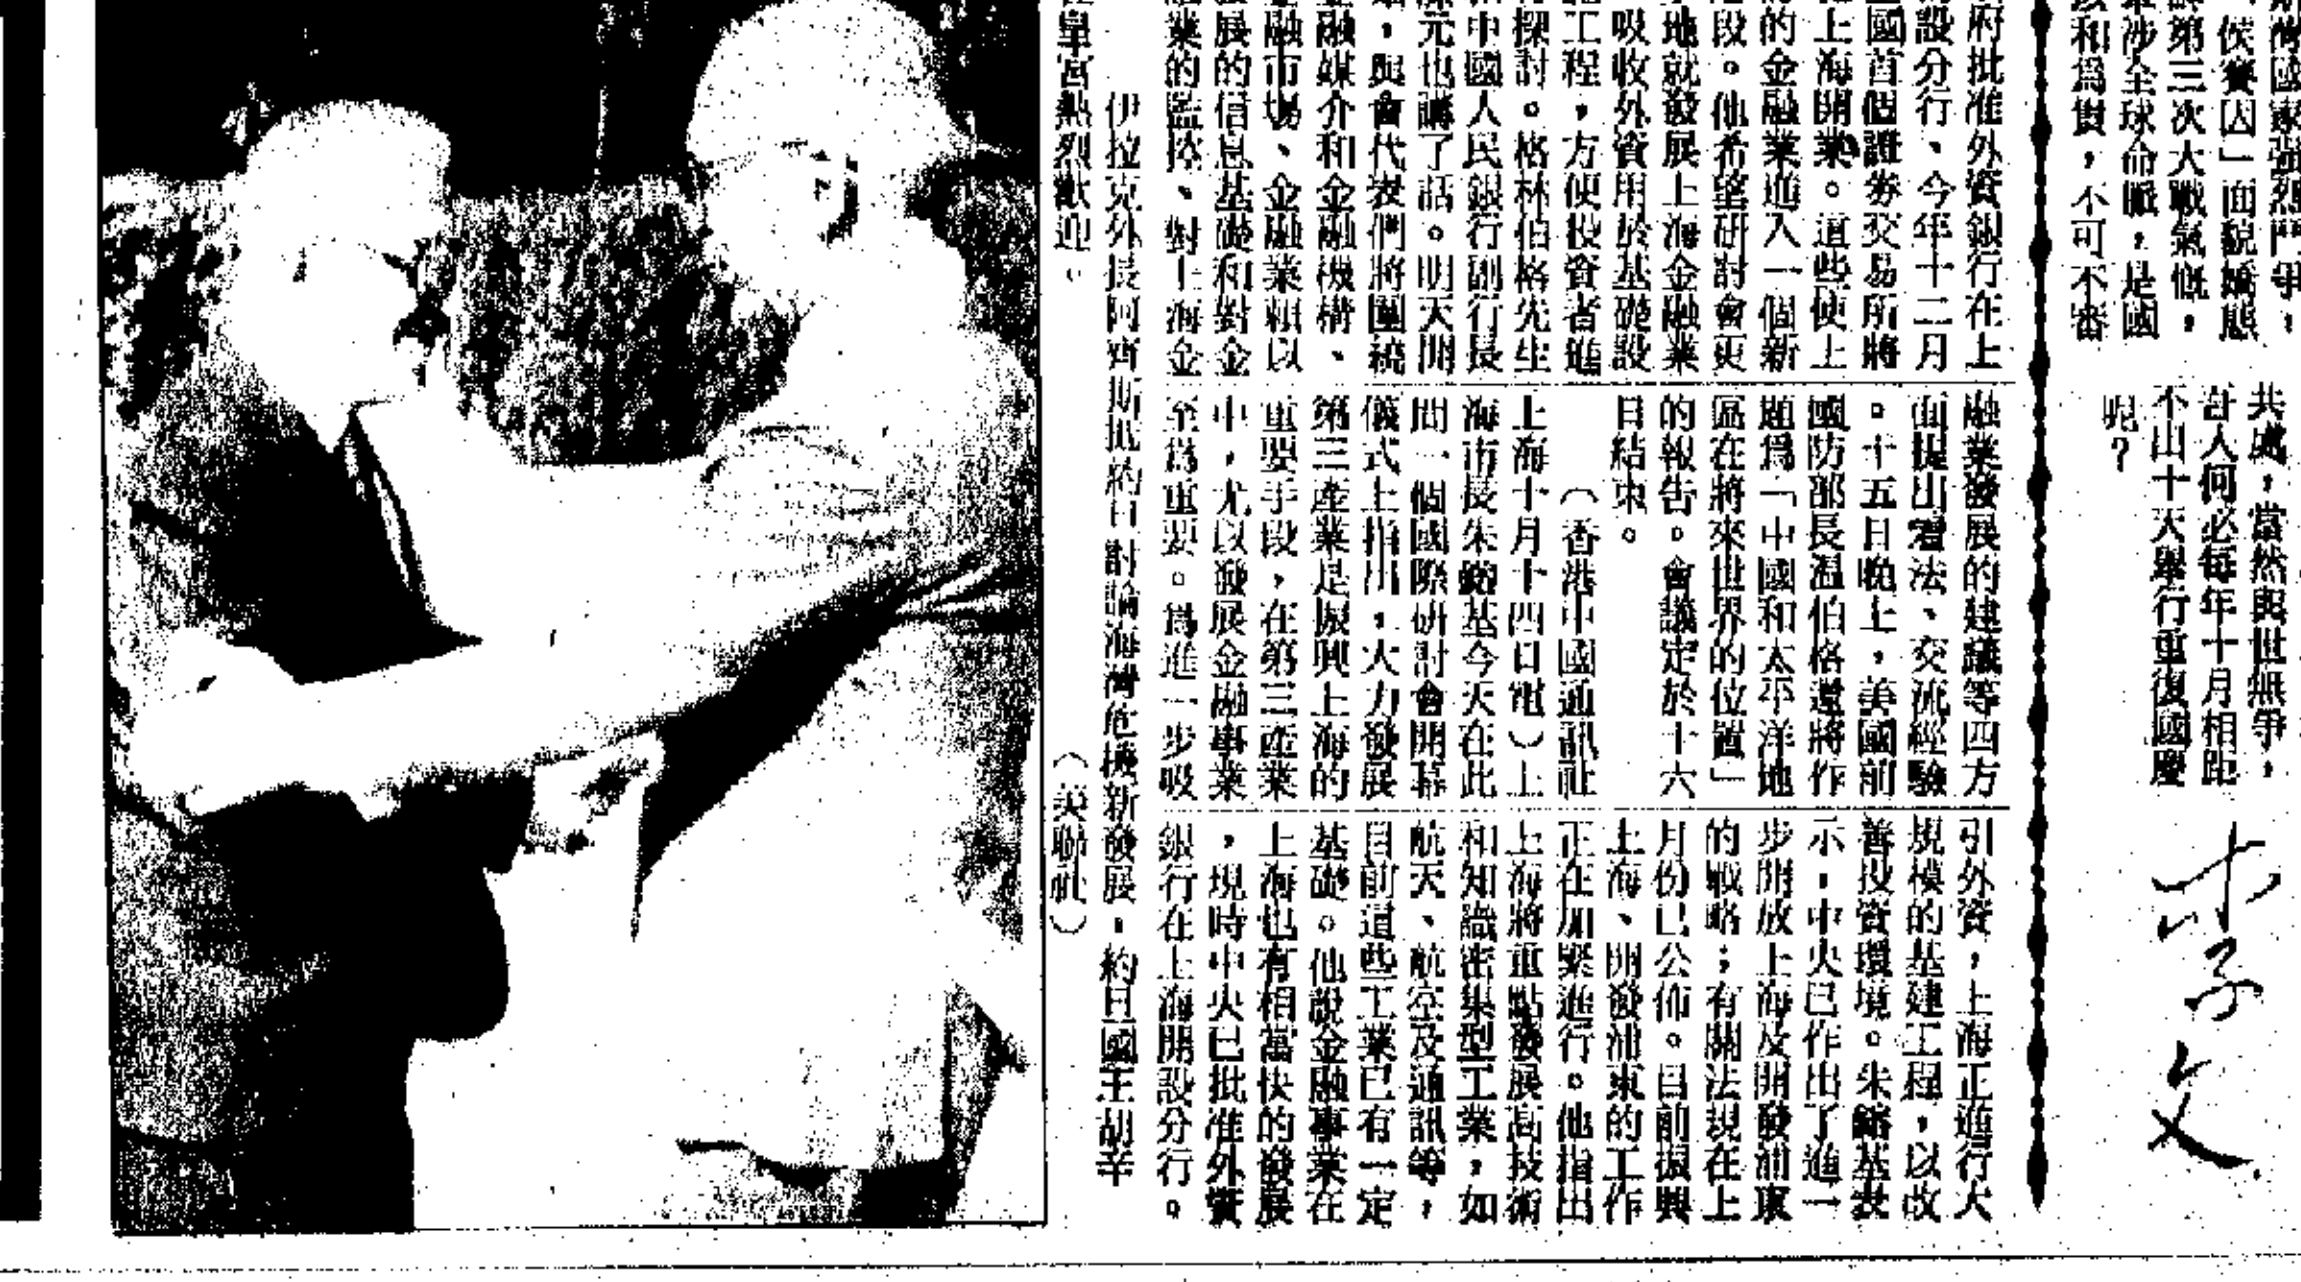 灣國家強烈鬥爭，
侯賽因」面貌嬌態
第三次大戰氣慨，
涉全球命脈，是國
和爲貴，不可不審
共處，當然與世無爭，
計人何必每年十月相距
不出十天舉行重復國慶
呢？
李文
府批准外資銀行在上
設分行、今年十二月
國首個證券交易所將
上海開業。這些使上
的金融業進入一個新
段。他希望研討會更
地就發展上海金融業
吸收外資用於基礎設
工程，方便投資者進
探討。格林伯格先生
中國人民銀行副行長
元也講了話。明天開
，與會代表們將圍繞
融媒介和金融機構、
融市場、金融業賴以
展的信息基礎和對金
業的監控、對上海金
融業發展的建議等四方
面提出看法、交流經驗
。十五日晚上，美國前
國防部長溫伯格還將作
題爲「中國和太平洋地
區在將來世界的位置」
的報告。會議定於十六
日結束。
（香港中國通訊社
上海十月十四日電）上
海市長朱鎔基今天在此
間一個國際研討會開幕
儀式上指出，大力發展
第三產業是振興上海的
重要手段，在第三產業
中，尤以發展金融事業
至爲重要。爲進一步吸
引外資，上海正進行大
規模的基建工程，以改
善投資環境。朱鎔基表
示，中央已作出了進一
步開放上海及開發浦東
的戰略；有關法規在上
月份已公佈。目前振興
上海、開發浦東的工作
正在加緊進行。他指出
上海將重點發展高技術
和知識密集型工業，如
航天、航空及通訊等，
目前這些工業已有一定
基礎。他說金融事業在
上海也有相當快的發展
，現時中央已批准外資
銀行在上海開設分行。
伊拉克外長阿齊斯抵約旦討論海灣危機新發展，約旦國王胡辛
皇宮熱烈歡迎。（美聯社）